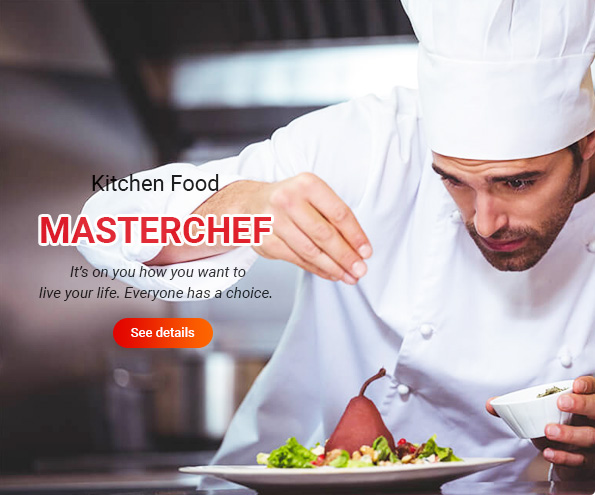 Kitchen Food
MASTERCHEF
It's on you how you want to
live your life. Everyone has a choice.
See details